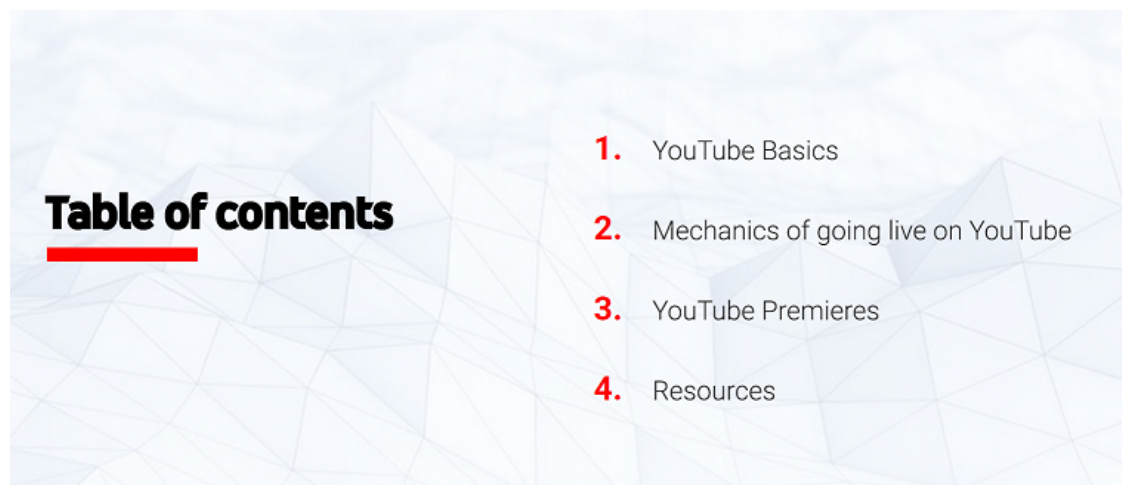 Table of contents
1. YouTube Basics
2. Mechanics of going live on YouTube
3. YouTube Premieres
4. Resources